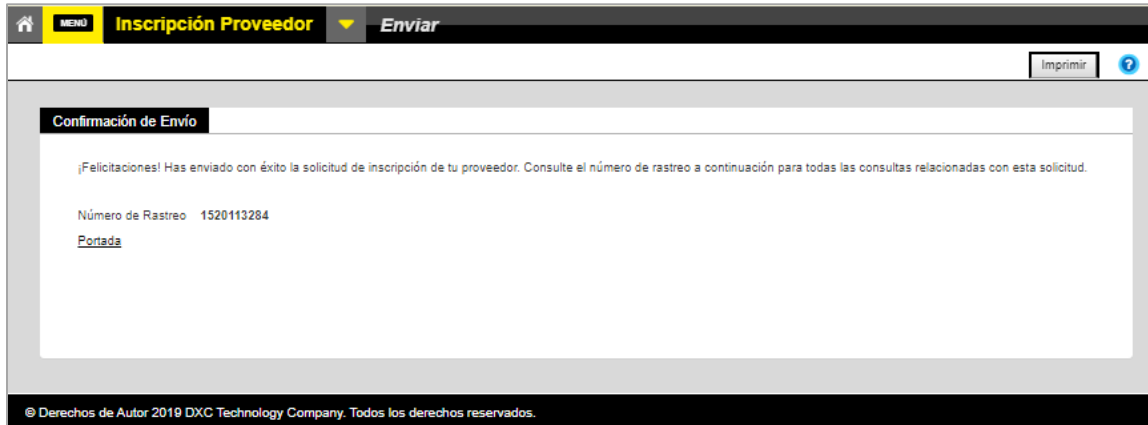 MENÚ Inscripción Proveedor Enviar
Imprimir ?
Confirmación de Envío
¡Felicitaciones! Has enviado con éxito la solicitud de inscripción de tu proveedor. Consulte el número de rastreo a continuación para todas las consultas relacionadas con esta solicitud.
Número de Rastreo 1520113284
Portada
© Derechos de Autor 2019 DXC Technology Company. Todos los derechos reservados.